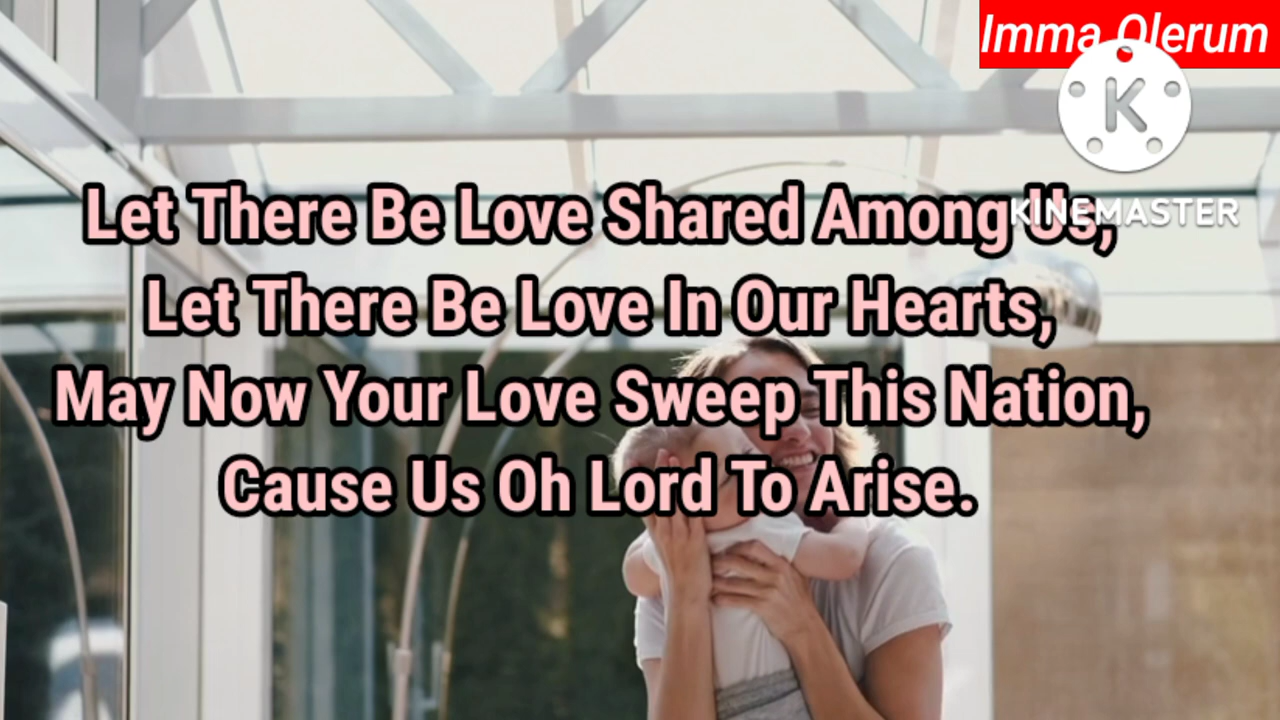 Imma Olerum
K
KINEMASTER
Let There Be Love Shared Among Us,
Let There Be Love In Our Hearts,
May Now Your Love Sweep This Nation,
Cause Us Oh Lord To Arise.